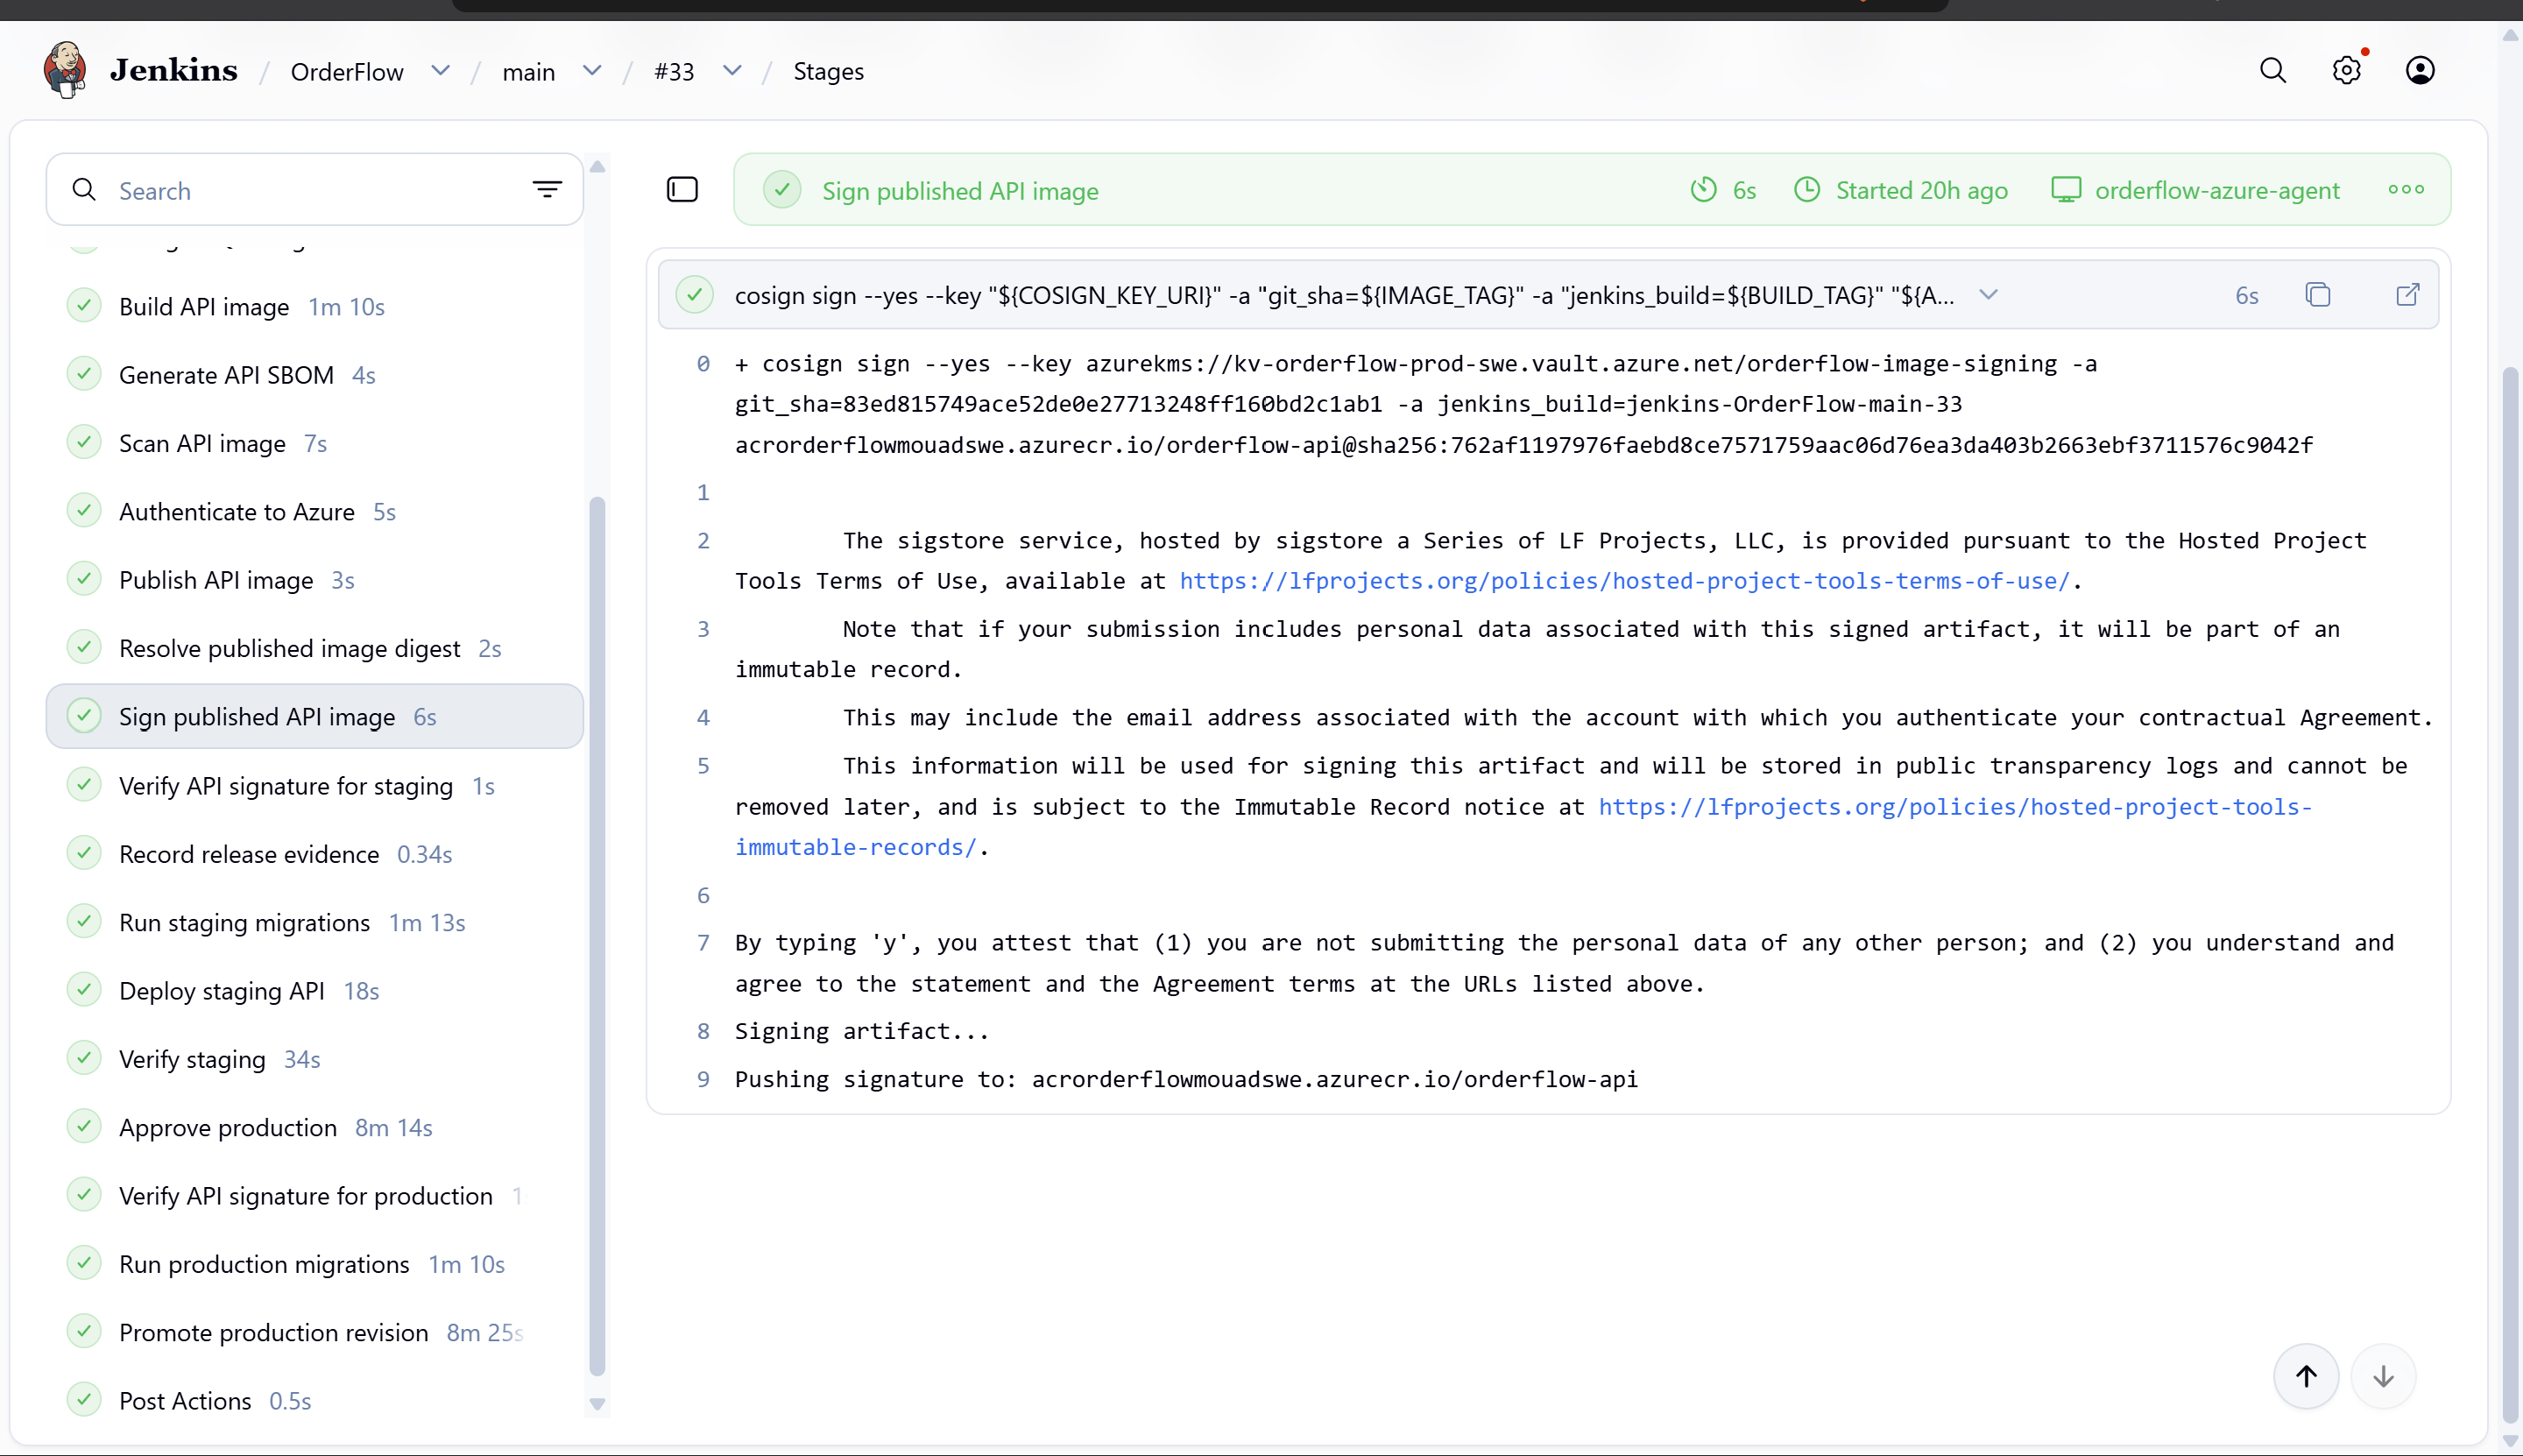 Jenkins / OrderFlow / main / #33 / Stages
Search
Build API image 1m 10s
Generate API SBOM 4s
Scan API image 7s
Authenticate to Azure 5s
Publish API image 3s
Resolve published image digest 2s
Sign published API image 6s
Verify API signature for staging 1s
Record release evidence 0.34s
Run staging migrations 1m 13s
Deploy staging API 18s
Verify staging 34s
Approve production 8m 14s
Verify API signature for production
Run production migrations 1m 10s
Promote production revision 8m 25s
Post Actions 0.5s
Sign published API image 6s Started 20h ago orderflow-azure-agent
cosign sign --yes --key "${COSIGN_KEY_URI}" -a "git_sha=${IMAGE_TAG}" -a "jenkins_build=${BUILD_TAG}" "${A... 6s
0 + cosign sign --yes --key azurekms://kv-orderflow-prod-swe.vault.azure.net/orderflow-image-signing -a
git_sha=83ed815749ace52de0e27713248ff160bd2c1ab1 -a jenkins_build=jenkins-OrderFlow-main-33
acrorderflowmouadswe.azurecr.io/orderflow-api@sha256:762af1197976faebd8ce7571759aac06d76ea3da403b2663ebf3711576c9042f
1
2 The sigstore service, hosted by sigstore a Series of LF Projects, LLC, is provided pursuant to the Hosted Project
Tools Terms of Use, available at https://lfprojects.org/policies/hosted-project-tools-terms-of-use/.
3 Note that if your submission includes personal data associated with this signed artifact, it will be part of an
immutable record.
4 This may include the email address associated with the account with which you authenticate your contractual Agreement.
5 This information will be used for signing this artifact and will be stored in public transparency logs and cannot be
removed later, and is subject to the Immutable Record notice at https://lfprojects.org/policies/hosted-project-tools-
immutable-records/.
6
7 By typing 'y', you attest that (1) you are not submitting the personal data of any other person; and (2) you understand and
agree to the statement and the Agreement terms at the URLs listed above.
8 Signing artifact...
9 Pushing signature to: acrorderflowmouadswe.azurecr.io/orderflow-api